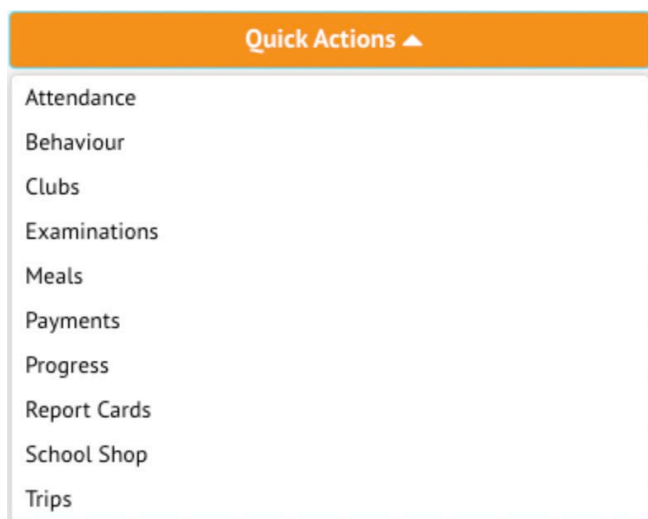 Quick Actions
Attendance
Behaviour
Clubs
Examinations
Meals
Payments
Progress
Report Cards
School Shop
Trips